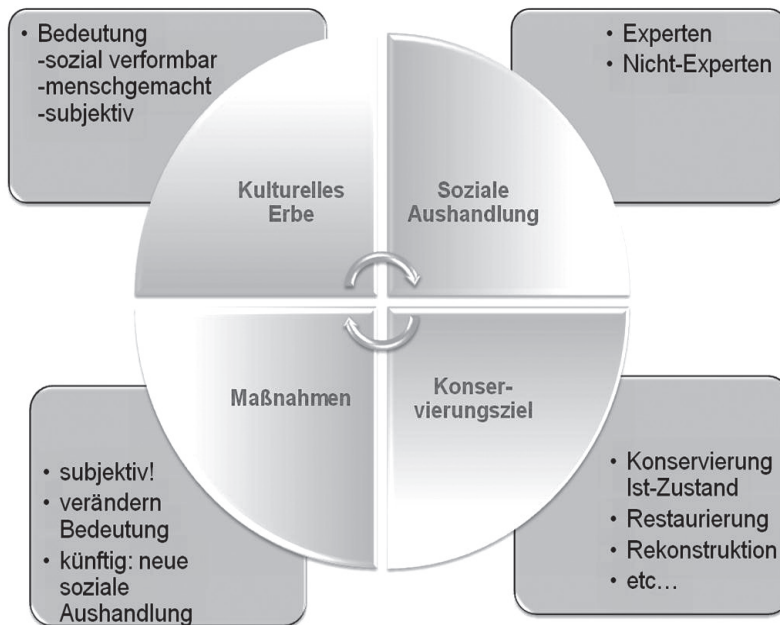 • Bedeutung
-sozial verformbar
-menschgemacht
-subjektiv
• Experten
• Nicht-Experten
Kulturelles
Erbe
Soziale
Aushandlung
Maßnahmen
Konser-
vierungsziel
• subjektiv!
• verändern
Bedeutung
• künftig: neue
soziale
Aushandlung
• Konservierung
Ist-Zustand
• Restaurierung
• Rekonstruktion
• etc...